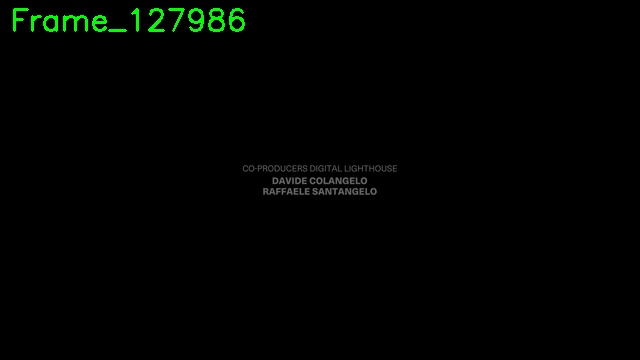 Frame_127986
CO-PRODUCERS DIGITAL LIGHTHOUSE
DAVIDE COLANGELO
RAFFAELE SANTANGELO